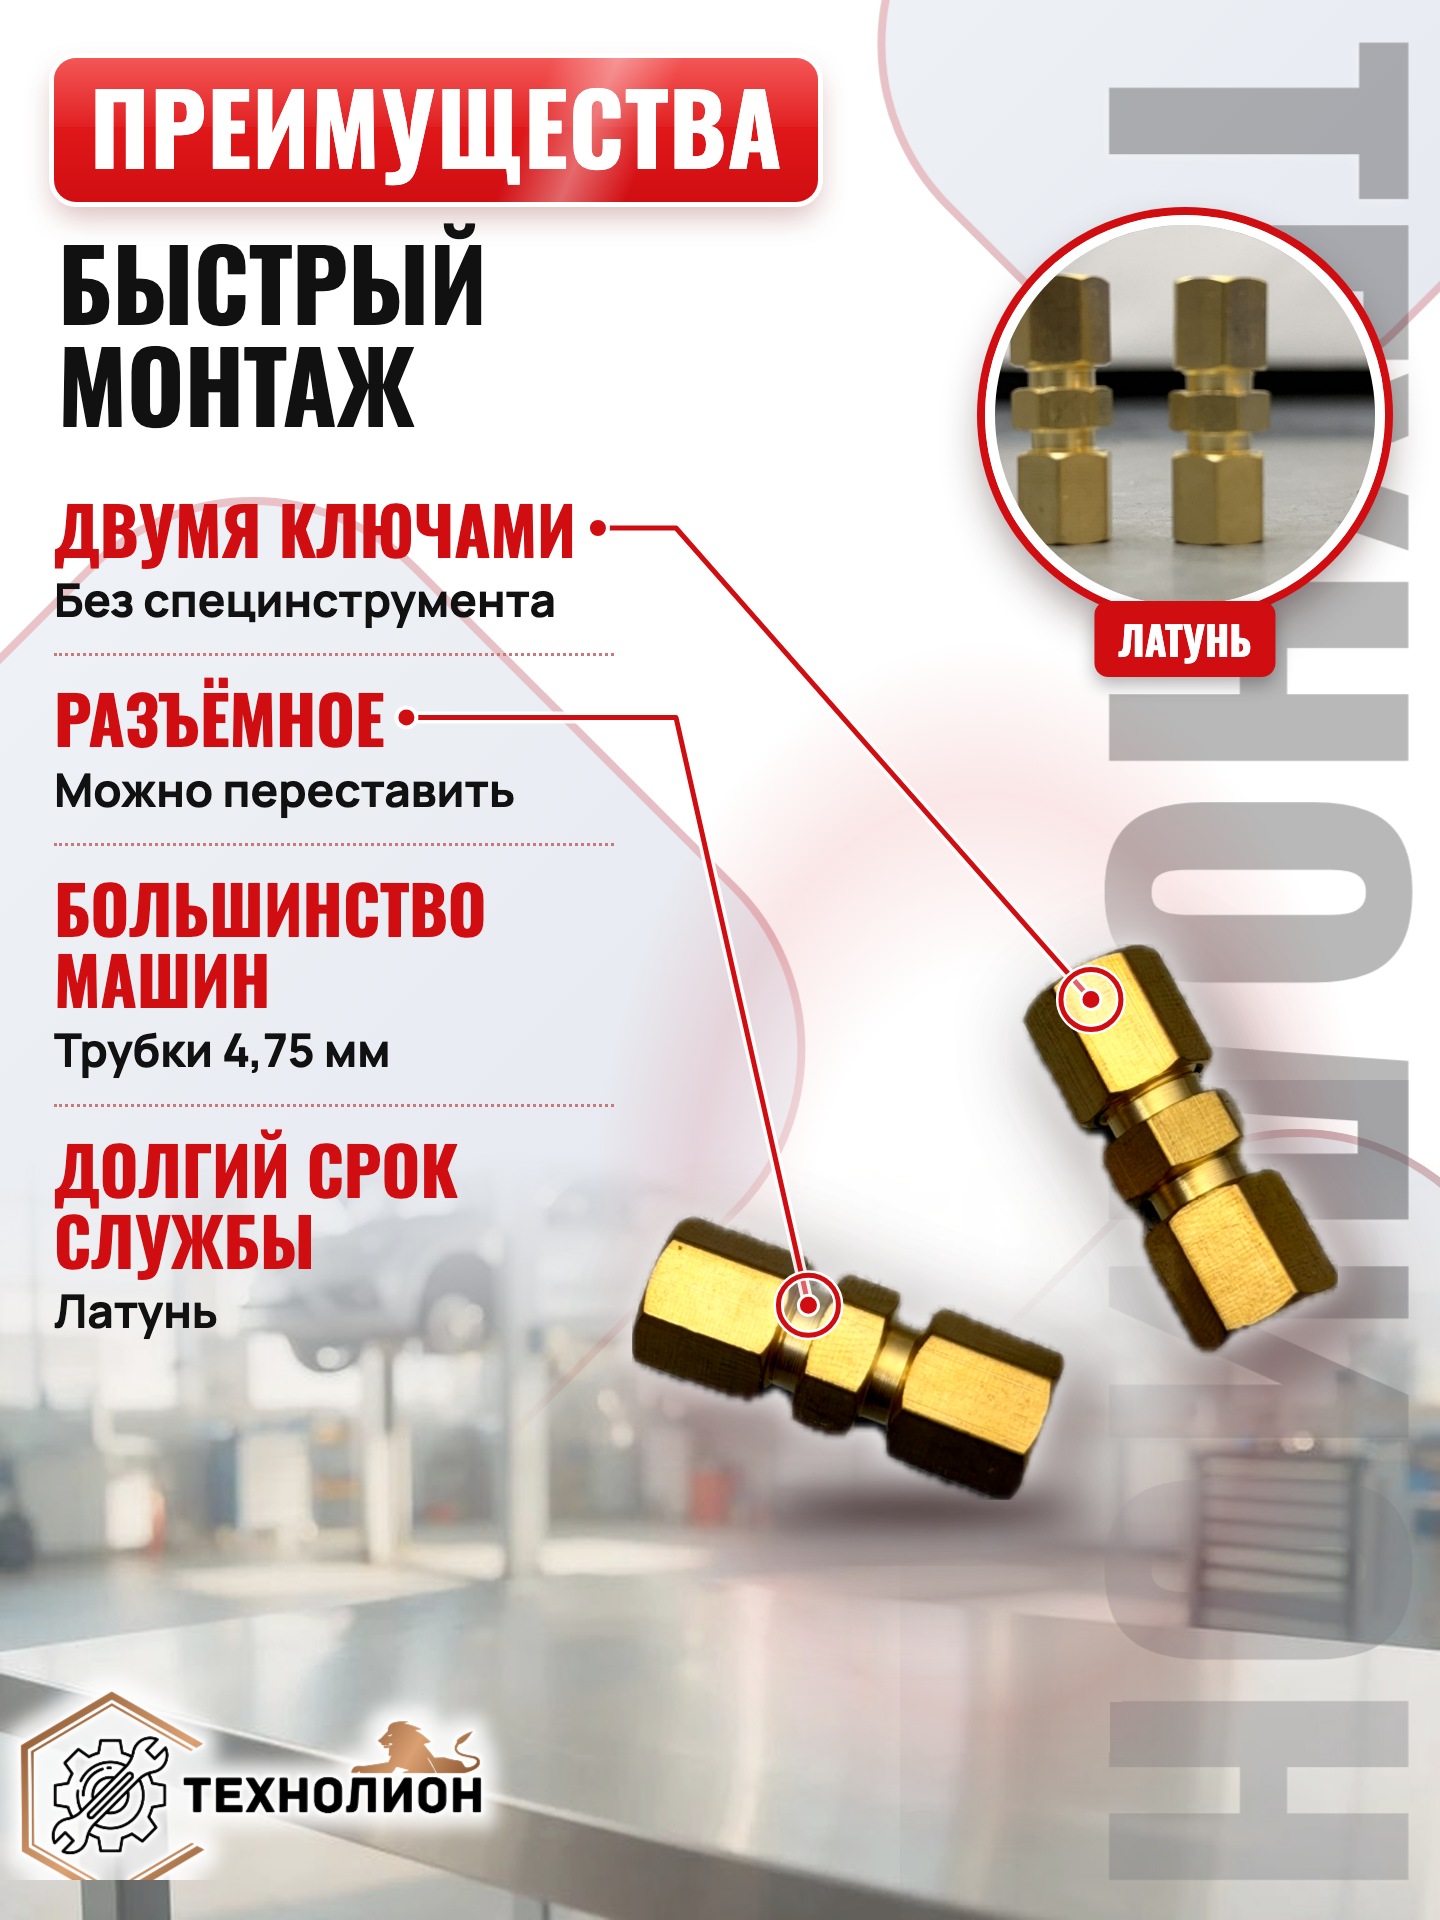 ПРЕИМУЩЕСТВА
БЫСТРЫЙ
МОНТАЖ
ДВУМЯ КЛЮЧАМИ
Без специнструмента
РАЗЪЁМНОЕ
Можно переставить
БОЛЬШИНСТВО
МАШИН
Трубки 4,75 мм
ДОЛГИЙ СРОК
СЛУЖБЫ
Латунь
ЛАТУНЬ
ТЕХНОЛИОН